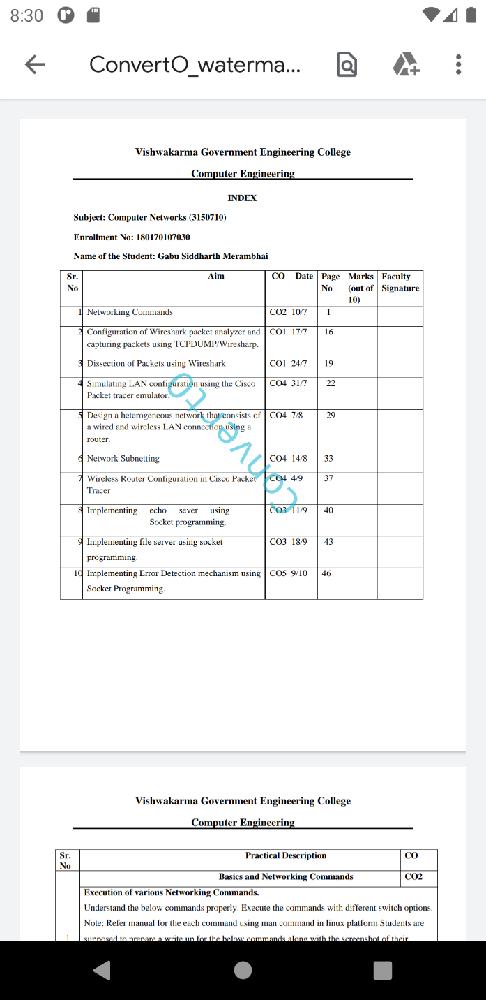 8:30
ConvertO_waterma...
Vishwakarma Government Engineering College
Computer Engineering
INDEX
Subject: Computer Networks (3150710)
Enrollment No: 180170107030
Name of the Student: Gabu Siddharth Merambhai
Sr. Aim CO Date Page Marks Faculty
No No (out of Signature
10)
1 Networking Commands CO2 10/7 1
2 Configuration of Wireshark packet analyzer and CO1 17/7 16
capturing packets using TCPDUMP/Wiresharp.
3 Dissection of Packets using Wireshark CO1 24/7 19
4 Simulating LAN configuration using the Cisco CO4 31/7 22
Packet tracer emulator.
5 Design a heterogeneous network that consists of CO4 7/8 29
a wired and wireless LAN connection using a
router.
6 Network Subnetting CO4 14/8 33
7 Wireless Router Configuration in Cisco Packet CO4 4/9 37
Tracer
8 Implementing echo sever using CO3 11/9 40
Socket programming.
9 Implementing file server using socket CO3 18/9 43
programming.
10 Implementing Error Detection mechanism using CO5 9/10 46
Socket Programming.
ConvertO
Vishwakarma Government Engineering College
Computer Engineering
Sr. Practical Description CO
No
Basics and Networking Commands CO2
Execution of various Networking Commands.
Understand the below commands properly. Execute the commands with different switch options.
Note: Refer manual for the each command using man command in linux platform Students are
1 supposed to prepare a write up for the below commands along with the screenshot of their